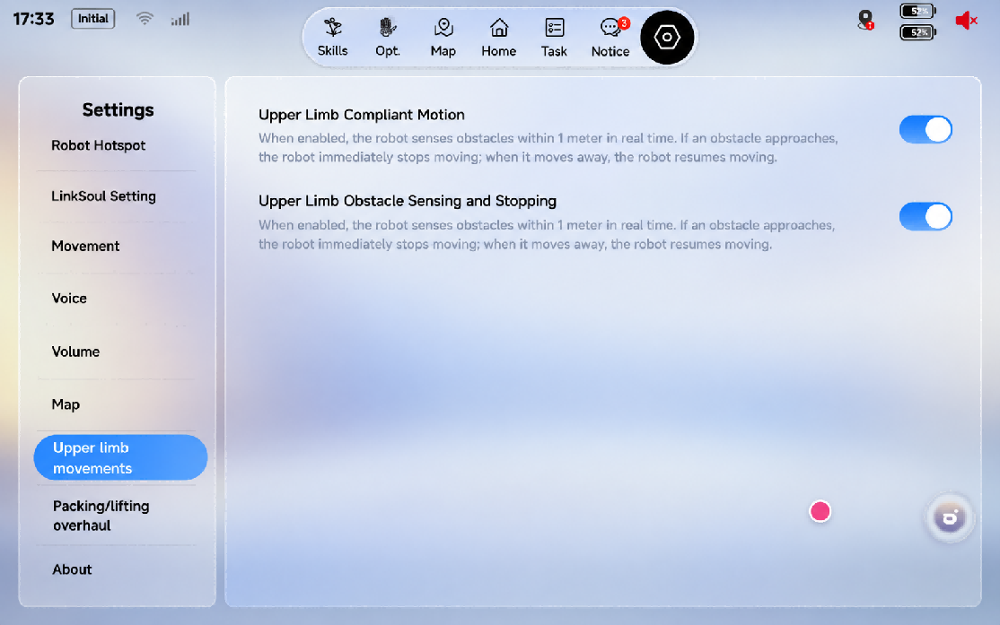 17:33 Initial
52%
52%
Skills Opt. Map Home Task Notice 3
Settings
Robot Hotspot
LinkSoul Setting
Movement
Voice
Volume
Map
Upper limb
movements
Packing/lifting
overhaul
About
Upper Limb Compliant Motion
When enabled, the robot senses obstacles within 1 meter in real time. If an obstacle approaches,
the robot immediately stops moving; when it moves away, the robot resumes moving.
Upper Limb Obstacle Sensing and Stopping
When enabled, the robot senses obstacles within 1 meter in real time. If an obstacle approaches,
the robot immediately stops moving; when it moves away, the robot resumes moving.